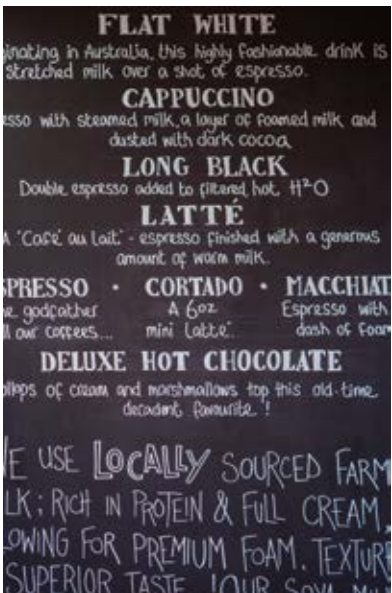 FLAT WHITE
ginating in Australia, this highly fashionable drink is
stretched milk over a shot of espresso.
CAPPUCCINO
esso with steamed milk, a layer of foamed milk and
dusted with dark cocoa
LONG BLACK
Double espresso added to filtered hot H²O
LATTÉ
A 'Café au lait' - espresso finished with a generous
amount of warm milk.
SPRESSO · CORTADO · MACCHIAT
he godfather A 6oz Espresso with
ll our coffees... mini latte. dash of foam
DELUXE HOT CHOCOLATE
ollops of cream and marshmallows top this old-time
decadent favourite !
WE USE LOCALLY SOURCED FARM
LK ; RICH IN PROTEIN & FULL CREAM,
LOWING FOR PREMIUM FOAM, TEXTURE
SUPERIOR TASTE. OUR SOYA